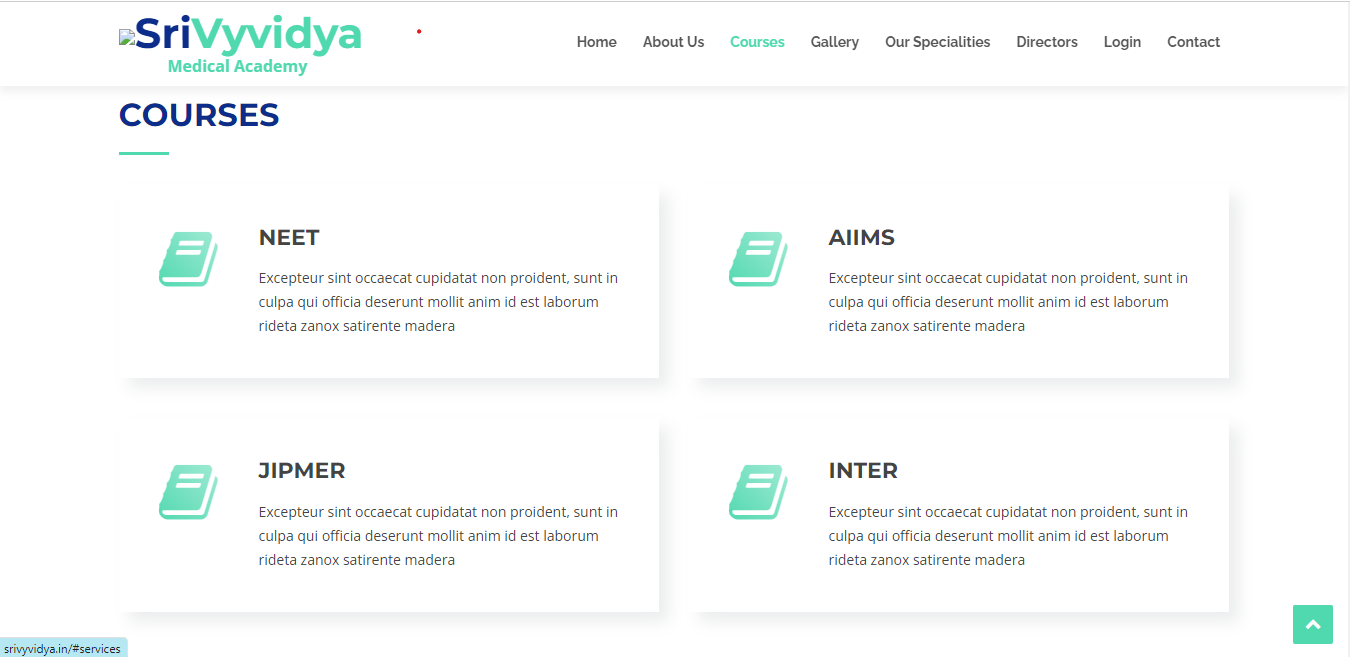 SriVyvidya
Medical Academy
Home About Us Courses Gallery Our Specialities Directors Login Contact
COURSES
NEET
Excepteur sint occaecat cupidatat non proident, sunt in
culpa qui officia deserunt mollit anim id est laborum
rideta zanox satirente madera
AIIMS
Excepteur sint occaecat cupidatat non proident, sunt in
culpa qui officia deserunt mollit anim id est laborum
rideta zanox satirente madera
JIPMER
Excepteur sint occaecat cupidatat non proident, sunt in
culpa qui officia deserunt mollit anim id est laborum
rideta zanox satirente madera
INTER
Excepteur sint occaecat cupidatat non proident, sunt in
culpa qui officia deserunt mollit anim id est laborum
rideta zanox satirente madera
srivyvidya.in/#services